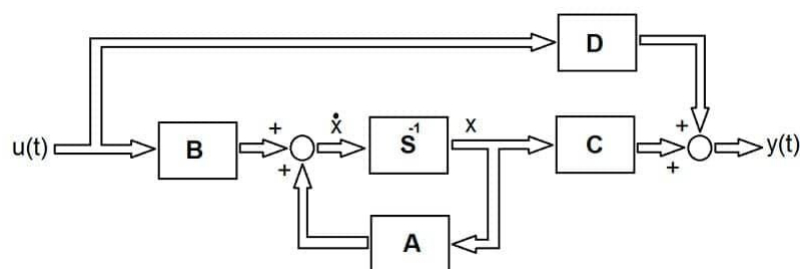 D
+
u(t)
B
+
ẋ
S⁻¹
x
C
+
y(t)
+
+
A